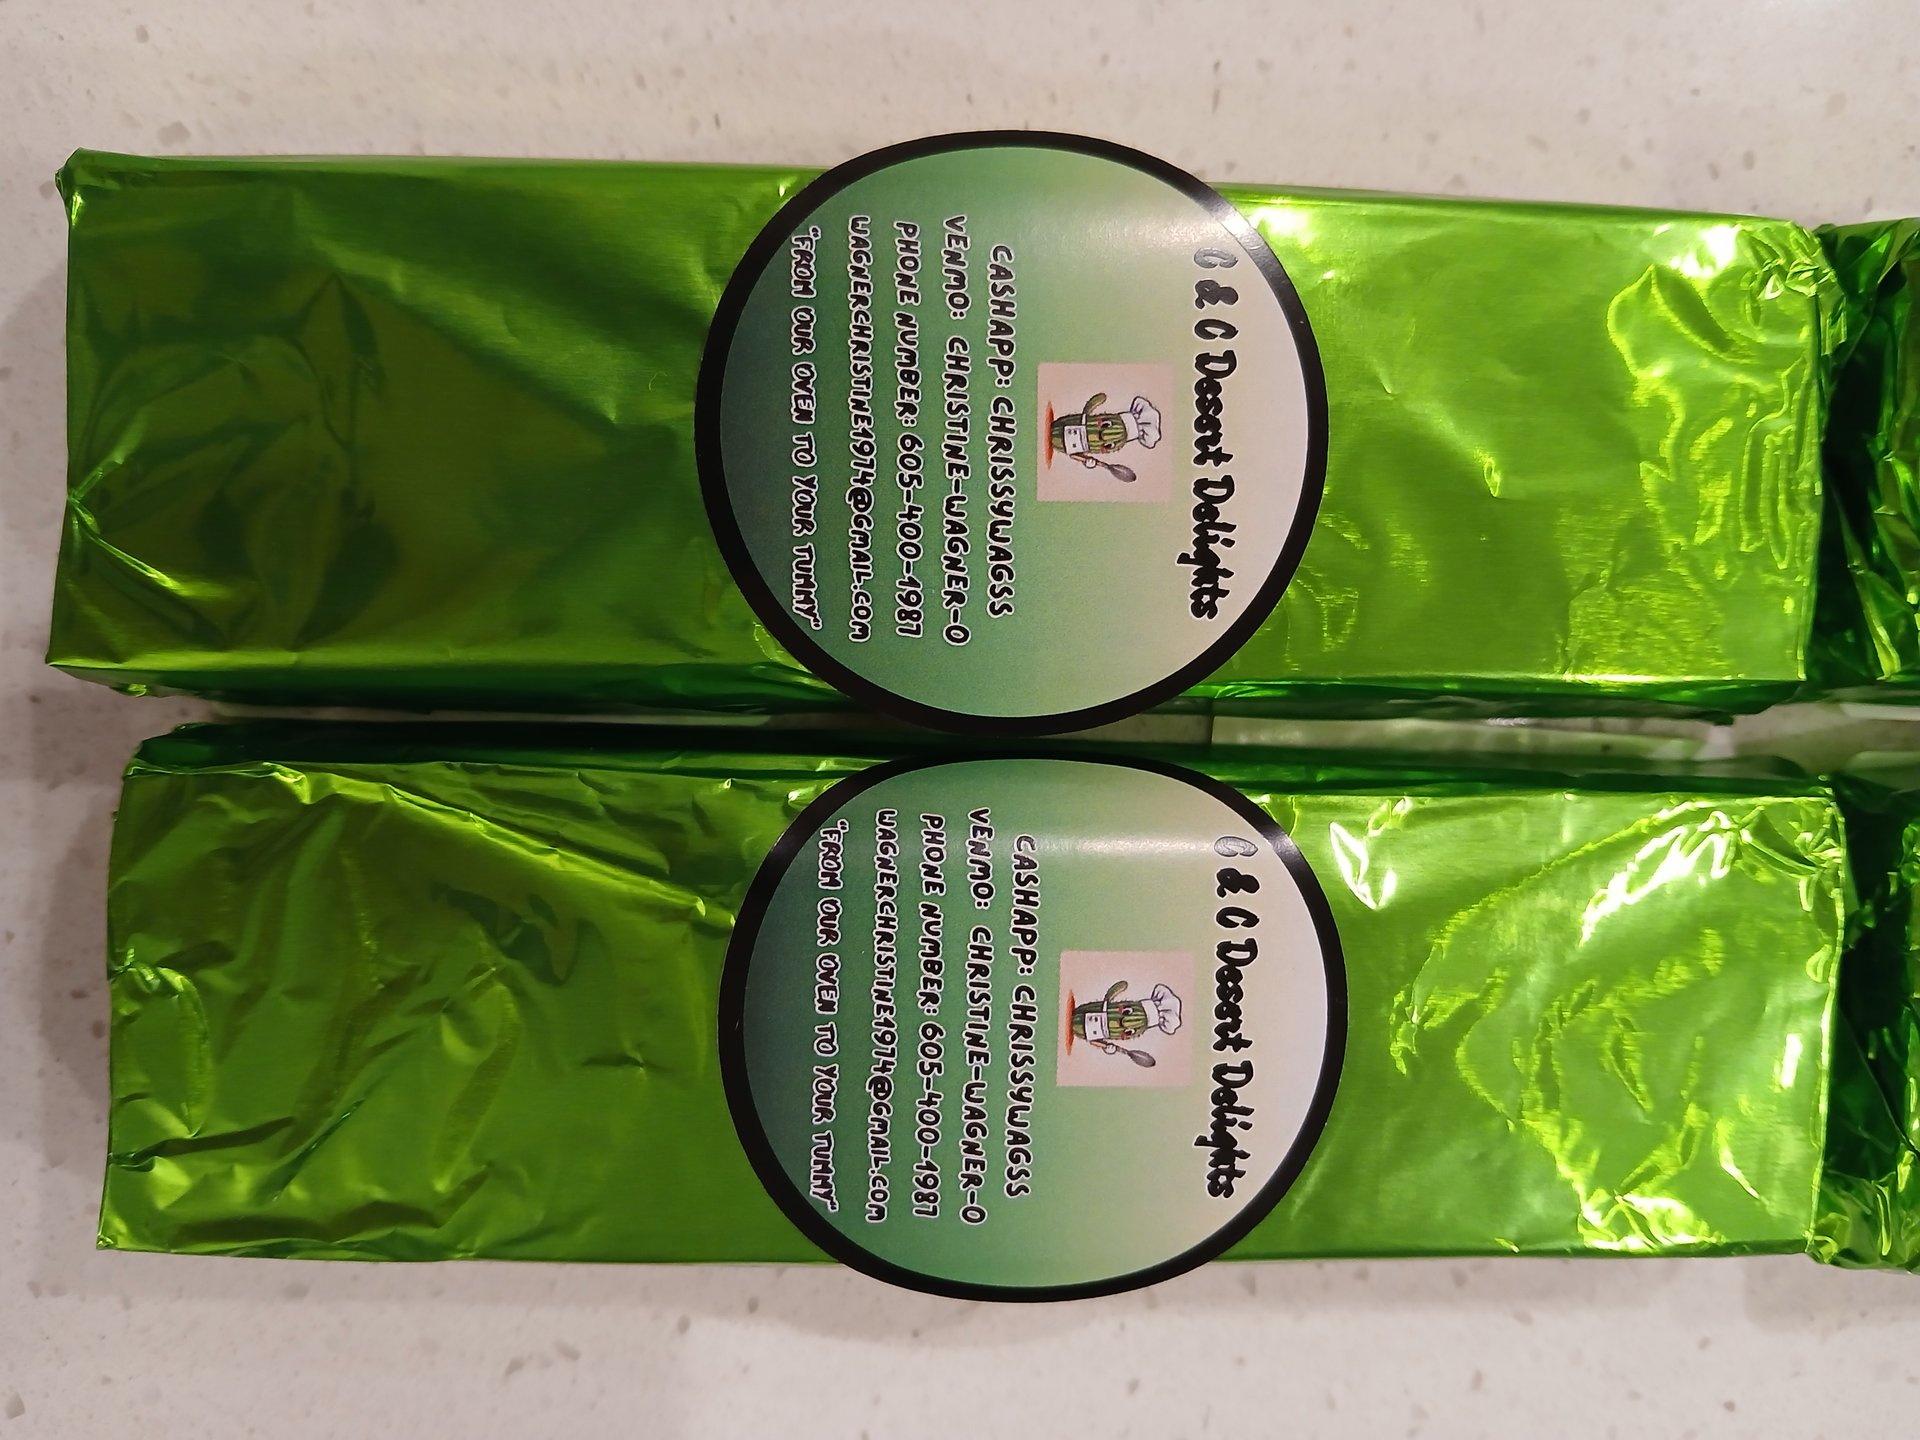 C & C Dessert Delights
CASHAPP: CHRISSYWAGSS
VENMO: CHRISTINE-WAGNER-0
PHONE NUMBER: 605-400-1987
WAGNERCHRISTINE1974@GMAIL.COM
"FROM OUR OVEN TO YOUR TUMMY"
C & C Dessert Delights
CASHAPP: CHRISSYWAGSS
VENMO: CHRISTINE-WAGNER-0
PHONE NUMBER: 605-400-1987
WAGNERCHRISTINE1974@GMAIL.COM
"FROM OUR OVEN TO YOUR TUMMY"